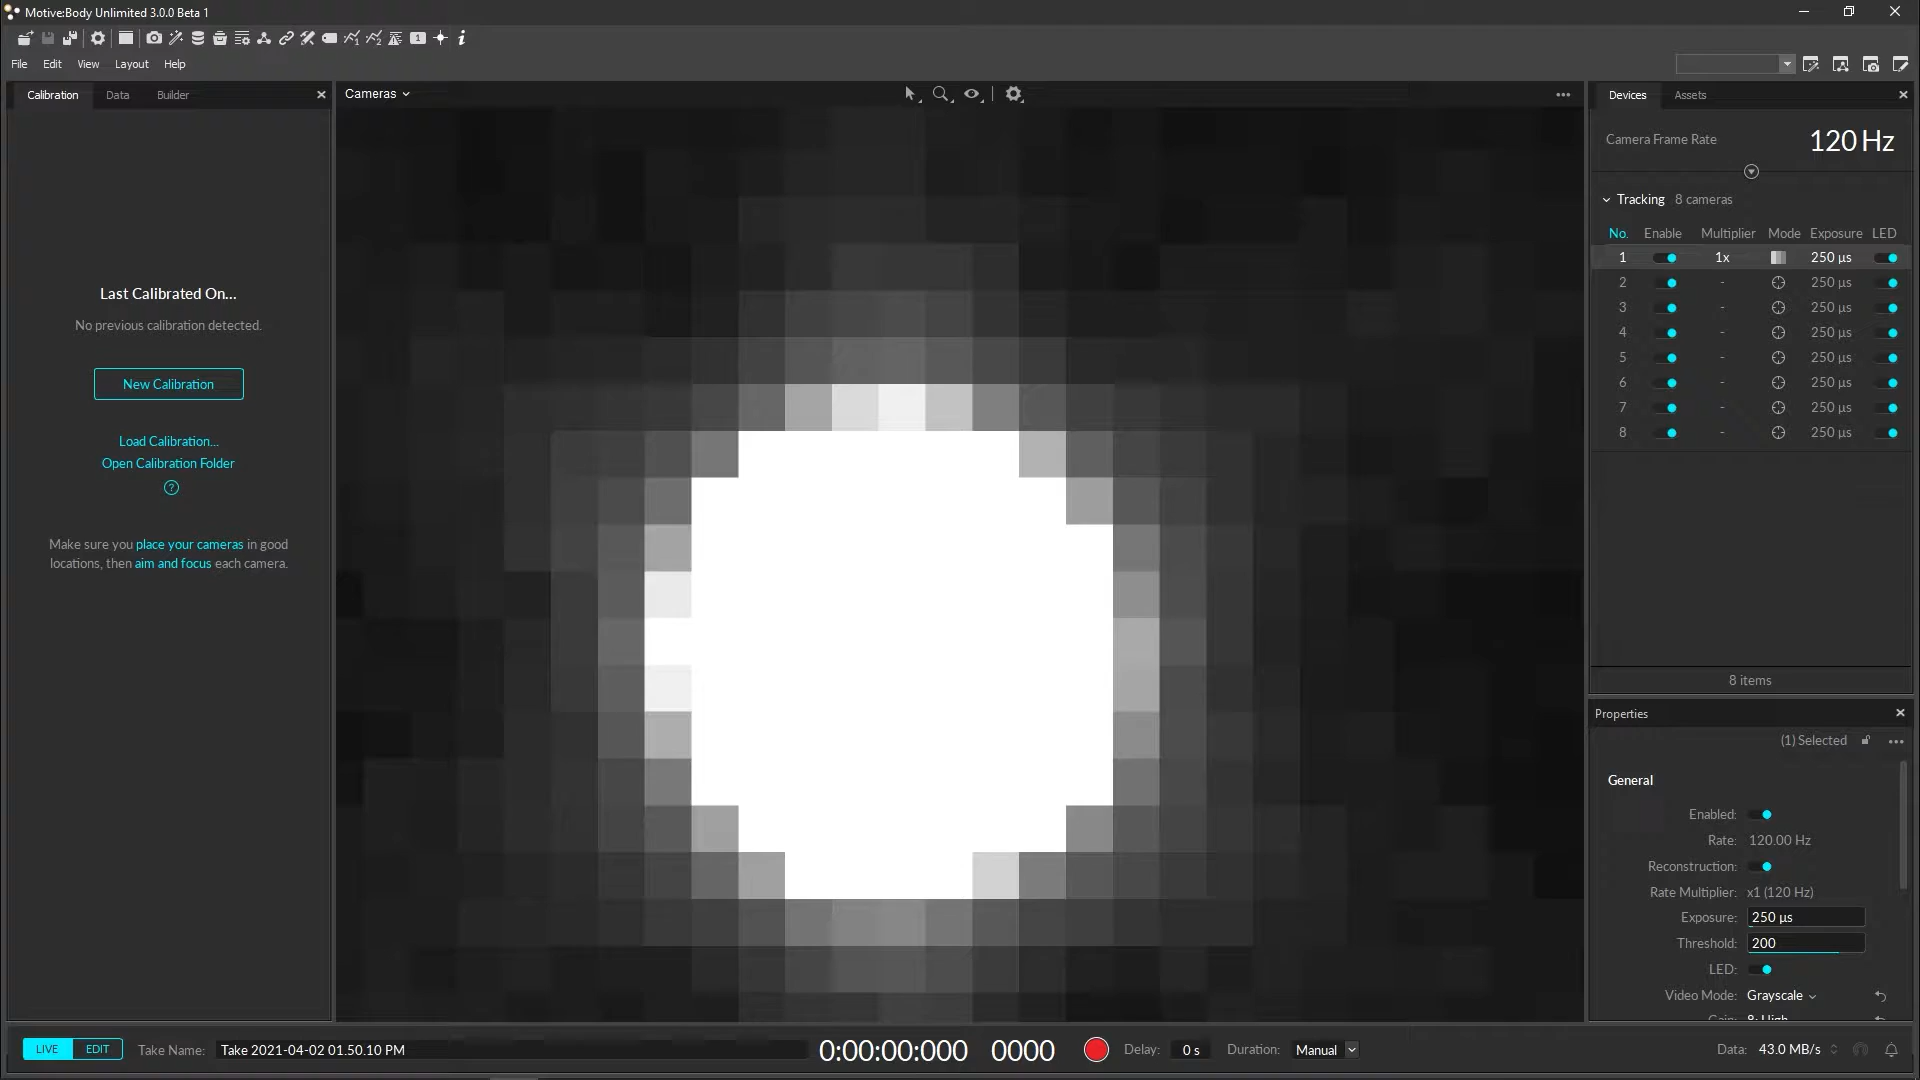 Motive:Body Unlimited 3.0.0 Beta 1
File Edit View Layout Help
Calibration Data Builder
Last Calibrated On...
No previous calibration detected.
New Calibration
Load Calibration...
Open Calibration Folder
?
Make sure you place your cameras in good
locations, then aim and focus each camera.
Cameras
Devices Assets
Camera Frame Rate 120 Hz
Tracking 8 cameras
No. Enable Multiplier Mode Exposure LED
1 1x 250 µs
2 - 250 µs
3 - 250 µs
4 - 250 µs
5 - 250 µs
6 - 250 µs
7 - 250 µs
8 - 250 µs
8 items
Properties
(1) Selected
General
Enabled:
Rate: 120.00 Hz
Reconstruction:
Rate Multiplier: x1 (120 Hz)
Exposure: 250 µs
Threshold: 200
LED:
Video Mode: Grayscale
LIVE EDIT Take Name: Take 2021-04-02 01.50.10 PM 0:00:00:000 0000 Delay: 0 s Duration: Manual Data: 43.0 MB/s